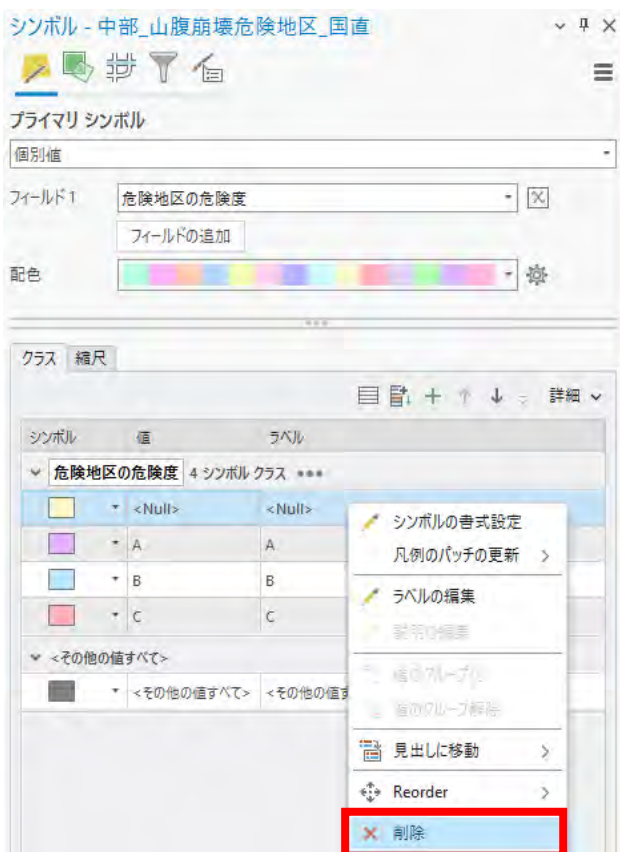 シンボル - 中部_山腹崩壊危険地区_国直
プライマリ シンボル
個別値
フィールド 1
危険地区の危険度
フィールドの追加
配色
クラス 縮尺
詳細
シンボル 値 ラベル
危険地区の危険度 4 シンボル クラス
<Null> <Null>
A A
B B
C C
<その他の値すべて>
<その他の値すべて> <その他の値す
シンボルの書式設定
凡例のパッチの更新
ラベルの編集
説明の編集
値のグループ化
値のグループ解除
見出しに移動
Reorder
削除